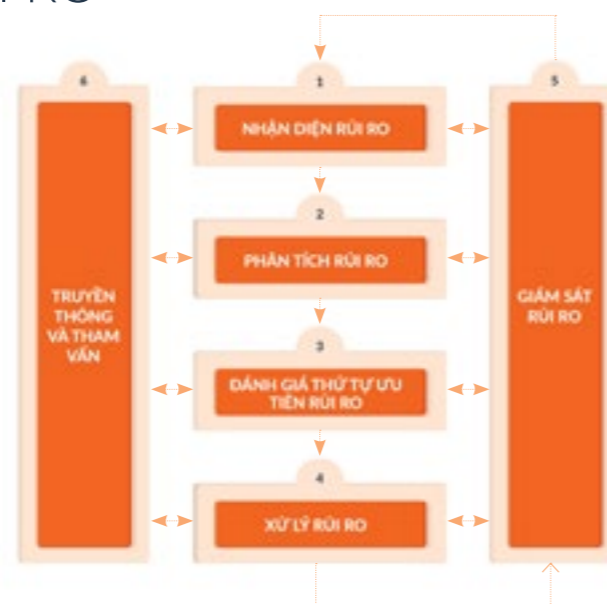 6
1
5
NHẬN DIỆN RỦI RO
2
PHÂN TÍCH RỦI RO
TRUYỀN
THÔNG
VÀ THAM
VẤN
GIÁM SÁT
RỦI RO
3
ĐÁNH GIÁ THỨ TỰ ƯU
TIÊN RỦI RO
4
XỬ LÝ RỦI RO